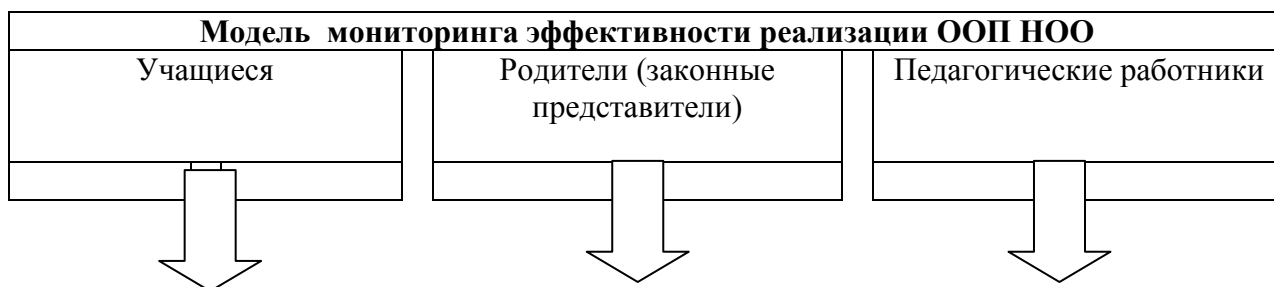 Модель мониторинга эффективности реализации ООП НОО
Учащиеся
Родители (законные
представители)
Педагогические работники